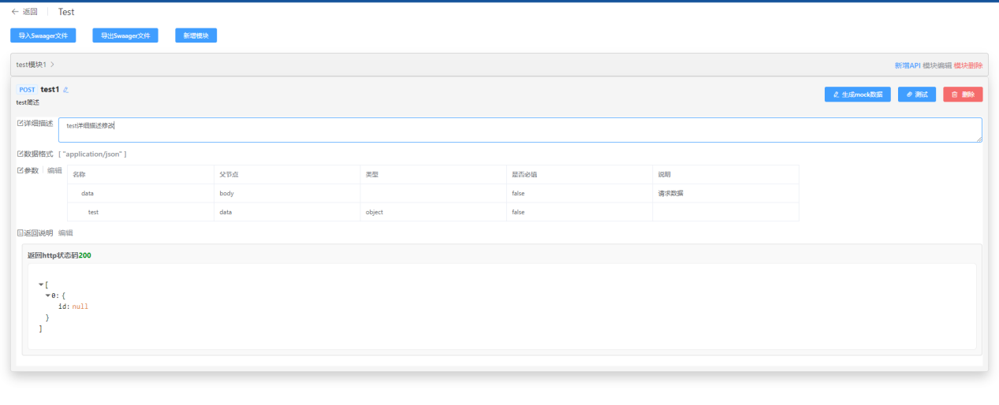 返回 Test
导入Swaager文件 导出Swaager文件 新增模块
test模块1 新增API 模块编辑 模块删除
POST test1 生成mock数据 测试 删除
test简述
详细描述 test详细描述修改
数据格式 [ "application/json" ]
参数 编辑 名称 父节点 类型 是否必填 说明
data body false 请求数据
test data object false
返回说明 编辑
返回http状态码200
[
0: {
id: null
}
]